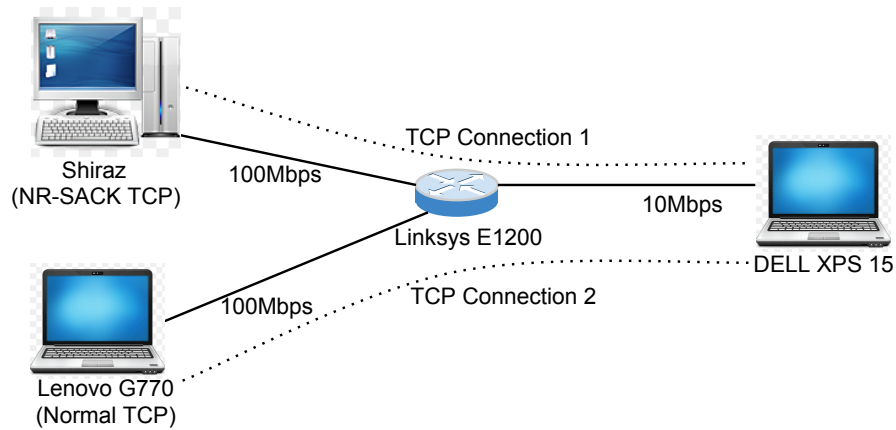 TCP Connection 1
Shiraz
(NR-SACK TCP)
100Mbps
10Mbps
Linksys E1200
DELL XPS 15
100Mbps
TCP Connection 2
Lenovo G770
(Normal TCP)